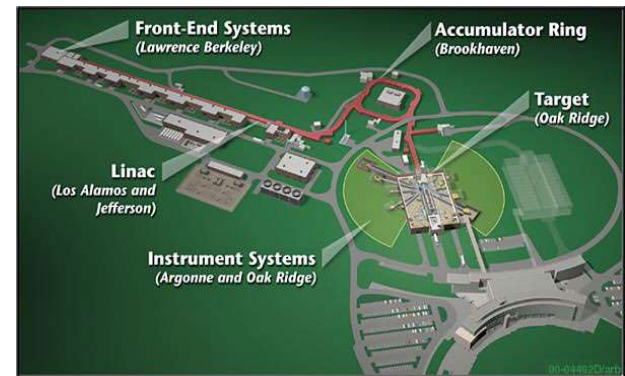 Front-End Systems
(Lawrence Berkeley)
Accumulator Ring
(Brookhaven)
Target
(Oak Ridge)
Linac
(Los Alamos and
Jefferson)
Instrument Systems
(Argonne and Oak Ridge)
00-04492D/arb